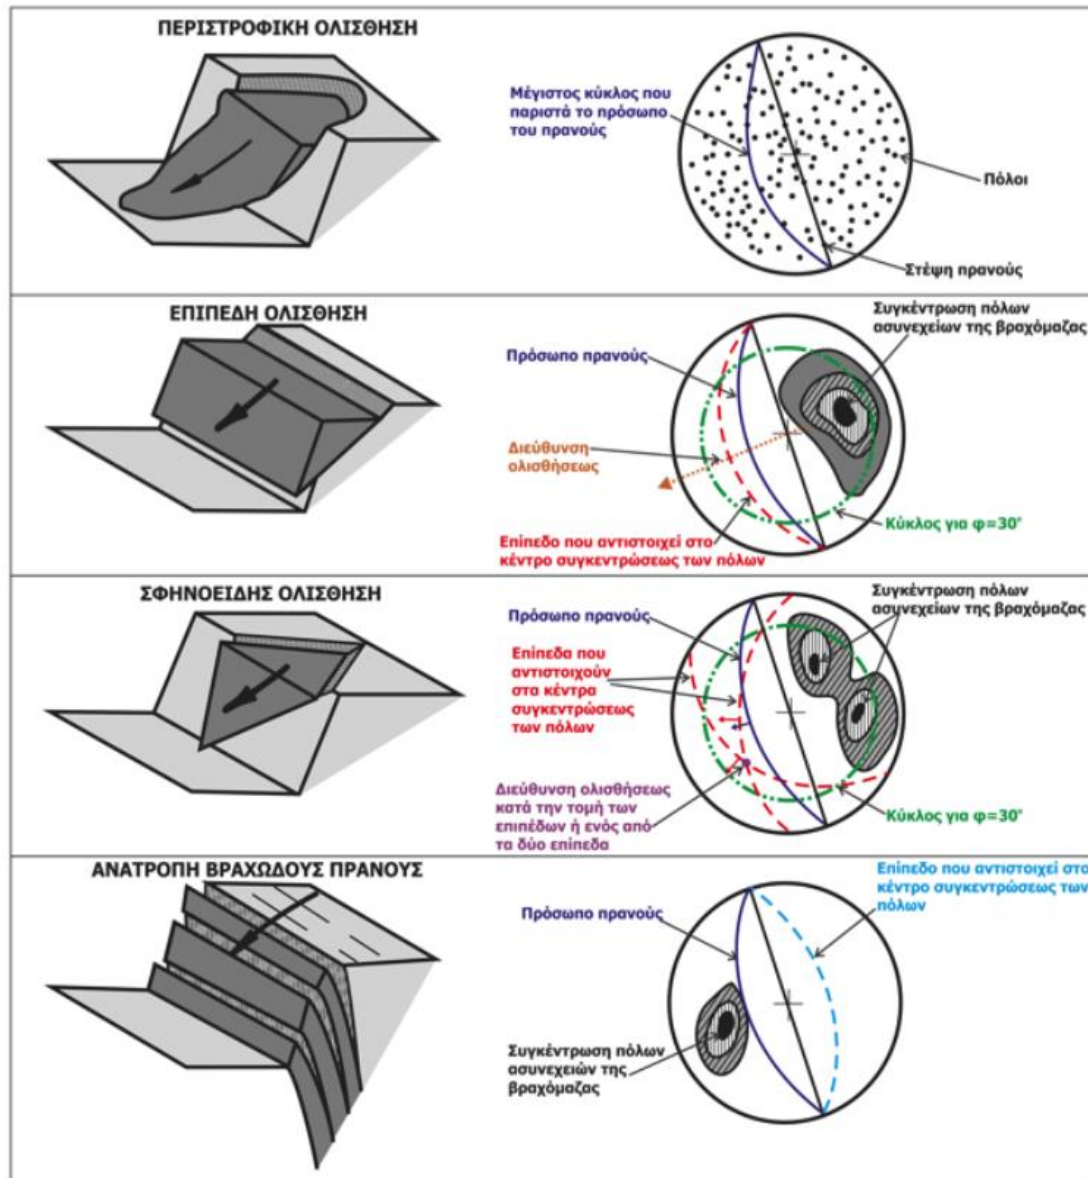 ΠΕΡΙΣΤΡΟΦΙΚΗ ΟΛΙΣΘΗΣΗ
Μέγιστος κύκλος που
παριστά το πρόσωπο
του πρανούς
Πόλοι
Στέψη πρανούς
ΕΠΙΠΕΔΗ ΟΛΙΣΘΗΣΗ
Συγκέντρωση πόλων
ασυνεχείων της βραχόμαζας
Πρόσωπο πρανούς
Διεύθυνση
ολισθήσεως
Κύκλος για φ=30°
Επίπεδο που αντιστοιχεί στο
κέντρο συγκεντρώσεως των πόλων
ΣΦΗΝΟΕΙΔΗΣ ΟΛΙΣΘΗΣΗ
Συγκέντρωση πόλων
ασυνεχείων της βραχόμαζας
Πρόσωπο πρανούς
Επίπεδα που
αντιστοιχούν
στα κέντρα
συγκεντρώσεως
των πόλων
Διεύθυνση ολισθήσεως
κατά την τομή των
επιπέδων ή ενός από
τα δύο επίπεδα
Κύκλος για φ=30°
ΑΝΑΤΡΟΠΗ ΒΡΑΧΩΔΟΥΣ ΠΡΑΝΟΥΣ
Επίπεδο που αντιστοιχεί στο
κέντρο συγκεντρώσεως των
πόλων
Πρόσωπο πρανούς
Συγκέντρωση πόλων
ασυνεχειών της
βραχόμαζας